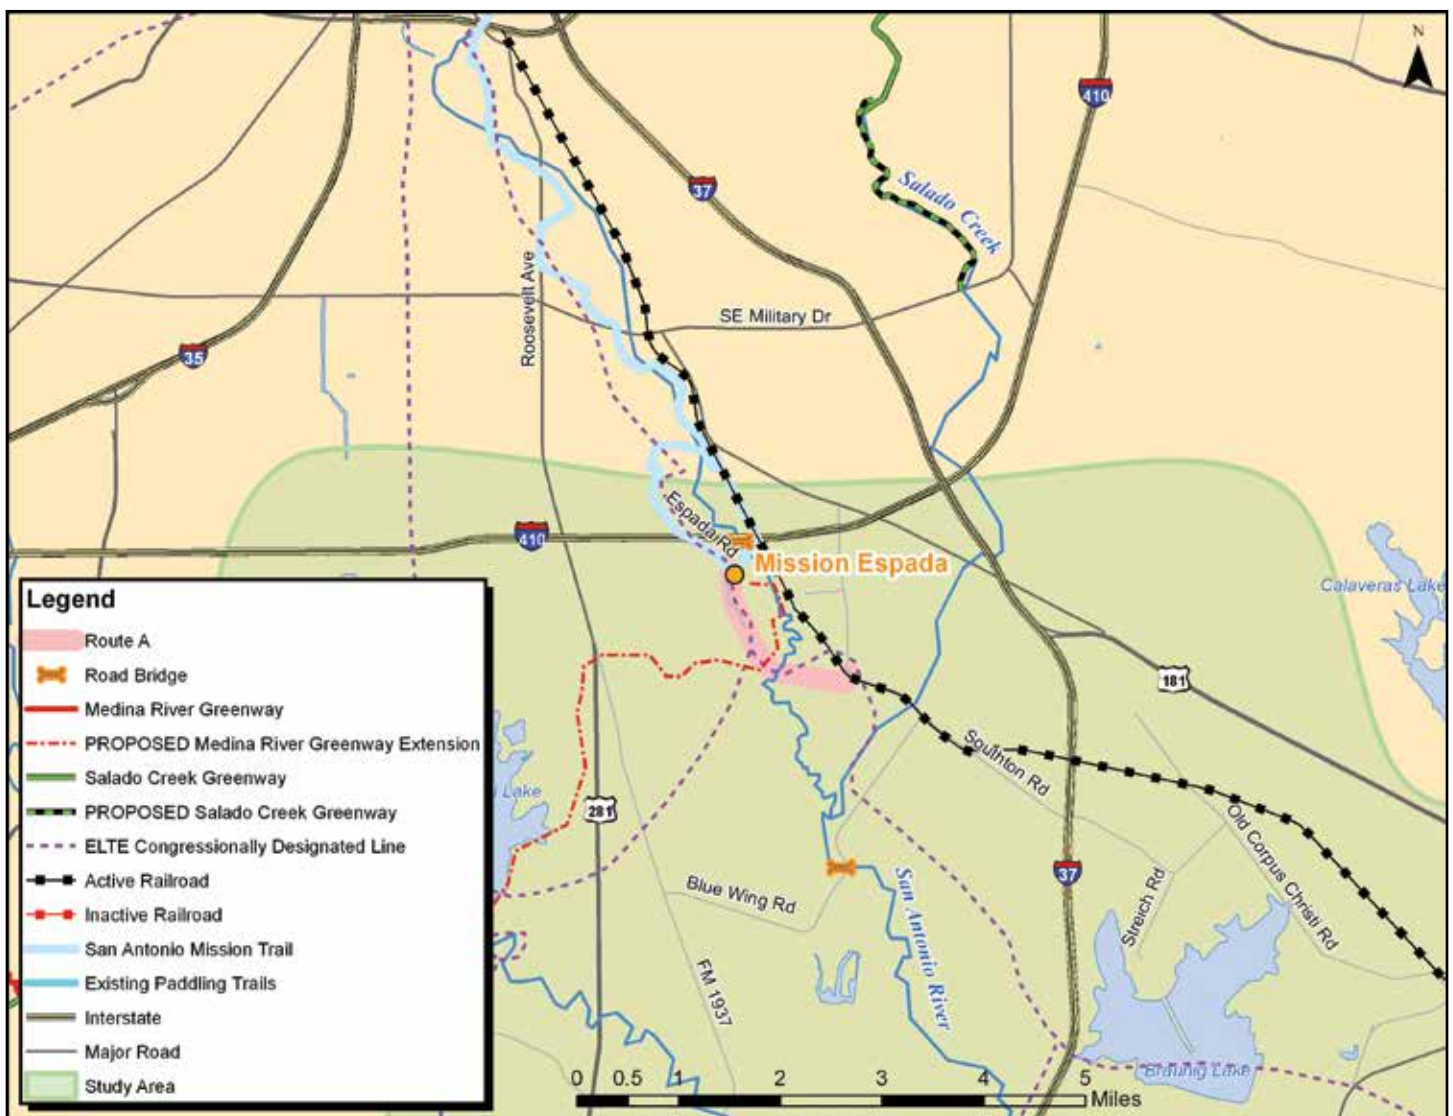 N
410
37
Salado Creek
Roosevelt Ave
SE Military Dr
35
Espada Rd
410
Mission Espada
Calaveras Lake
181
Southton Rd
281
Old Corpus Christi Rd
37
Streich Rd
Blue Wing Rd
San Antonio River
FM 1937
Braunig Lake
Lake
Legend
Route A
Road Bridge
Medina River Greenway
PROPOSED Medina River Greenway Extension
Salado Creek Greenway
PROPOSED Salado Creek Greenway
ELTE Congressionally Designated Line
Active Railroad
Inactive Railroad
San Antonio Mission Trail
Existing Paddling Trails
Interstate
Major Road
Study Area
0 0.5 1 2 3 4 5
Miles